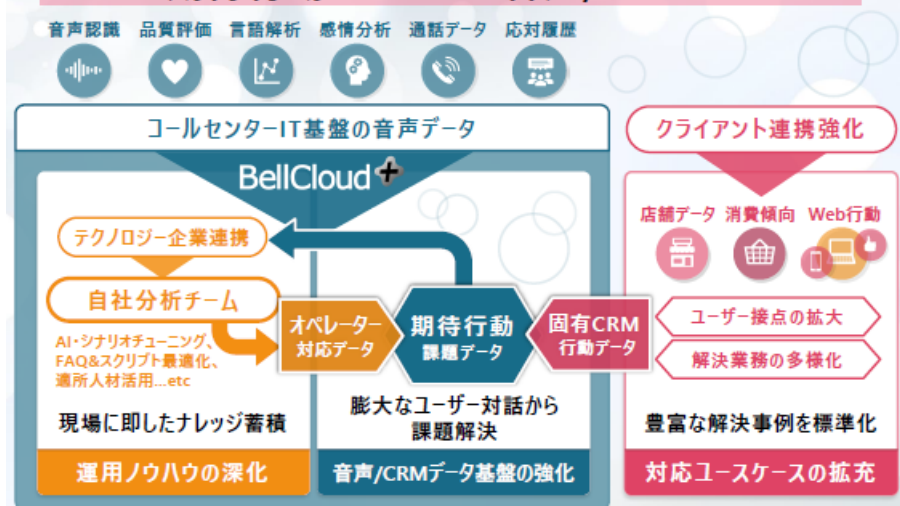 音声認識 品質評価 言語解析 感情分析 通話データ 応対履歴
コールセンターIT基盤の音声データ
BellCloud+
テクノロジー企業連携
自社分析チーム
AI・シナリオチューニング、
FAQ&スクリプト最適化、
適所人材活用...etc
現場に即したナレッジ蓄積
運用ノウハウの深化
オペレーター
対応データ
期待行動
課題データ
固有CRM
行動データ
膨大なユーザー対話から
課題解決
音声/CRMデータ基盤の強化
クライアント連携強化
店舗データ 消費傾向 Web行動
ユーザー接点の拡大
解決業務の多様化
豊富な解決事例を標準化
対応ユースケースの拡充